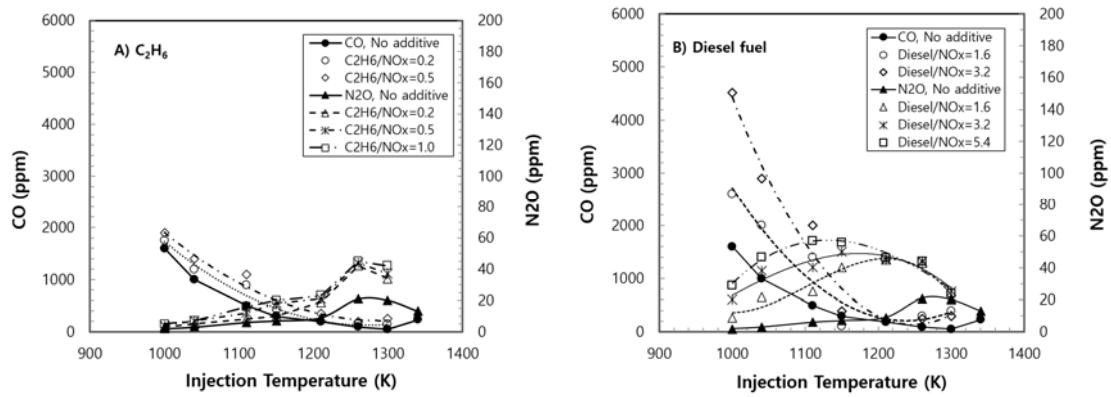 A) C₂H₆
CO, No additive
C2H6/NOx=0.2
C2H6/NOx=0.5
N2O, No additive
C2H6/NOx=0.2
C2H6/NOx=0.5
C2H6/NOx=1.0
6000
5000
4000
3000
2000
1000
0
CO (ppm)
200
180
160
140
120
100
80
60
40
20
0
N2O (ppm)
900
1000
1100
1200
1300
1400
Injection Temperature (K)
B) Diesel fuel
CO, No additive
Diesel/NOx=1.6
Diesel/NOx=3.2
N2O, No additive
Diesel/NOx=1.6
Diesel/NOx=3.2
Diesel/NOx=5.4
6000
5000
4000
3000
2000
1000
0
CO (ppm)
200
180
160
140
120
100
80
60
40
20
0
N2O (ppm)
900
1000
1100
1200
1300
1400
Injection Temperature (K)